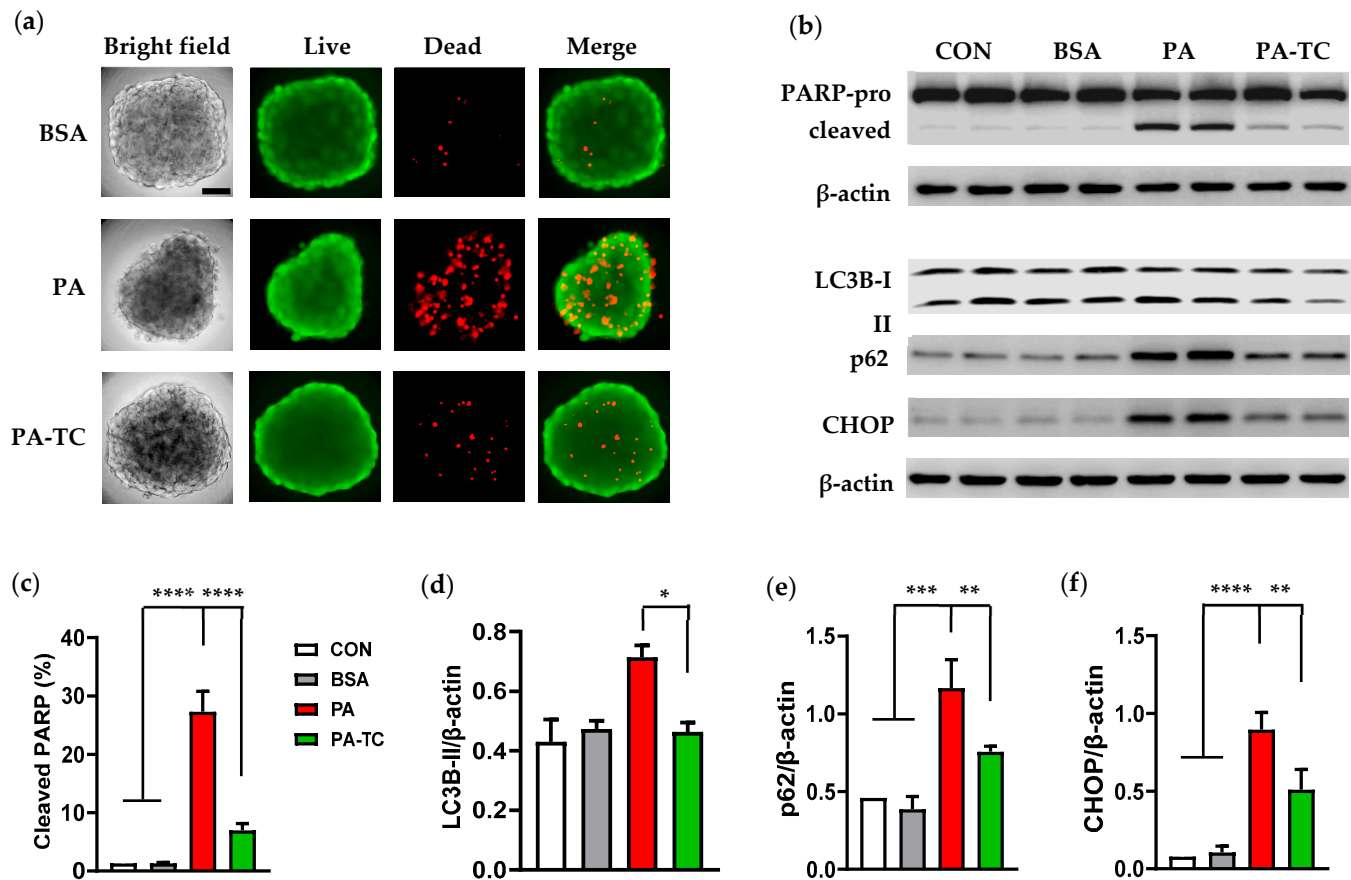 (a)
Bright field Live Dead Merge
BSA
PA
PA-TC
(b)
CON BSA PA PA-TC
PARP-pro
cleaved
β-actin
LC3B-I
II
p62
CHOP
β-actin
(c)
**** ****
Cleaved PARP (%)
40
30
20
10
0
CON
BSA
PA
PA-TC
(d)
*
LC3B-II/β-actin
0.8
0.6
0.4
0.2
0.0
(e)
*** **
p62/β-actin
1.5
1.0
0.5
0.0
(f)
**** **
CHOP/β-actin
1.5
1.0
0.5
0.0